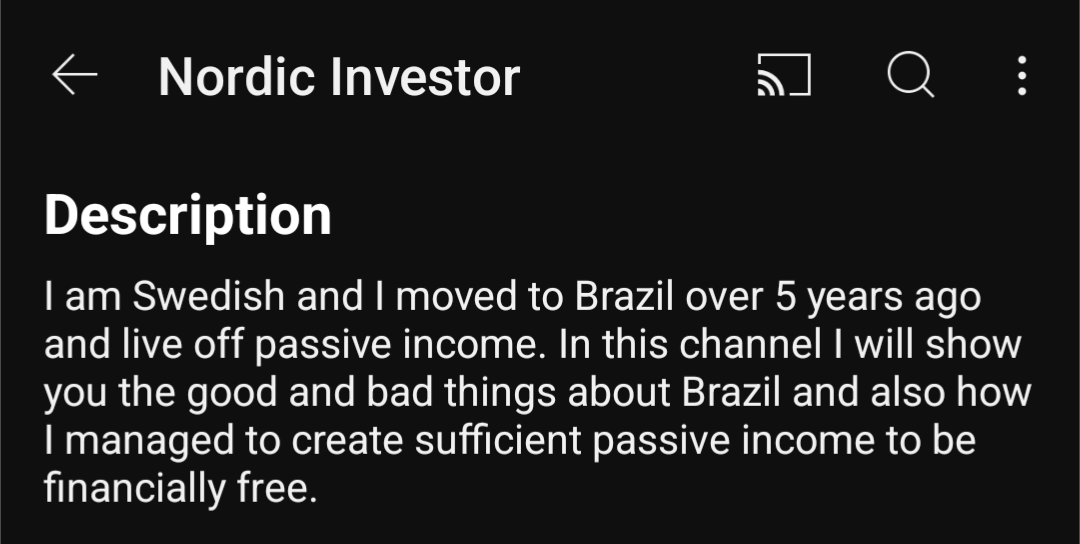 Nordic Investor
Description
I am Swedish and I moved to Brazil over 5 years ago
and live off passive income. In this channel I will show
you the good and bad things about Brazil and also how
I managed to create sufficient passive income to be
financially free.